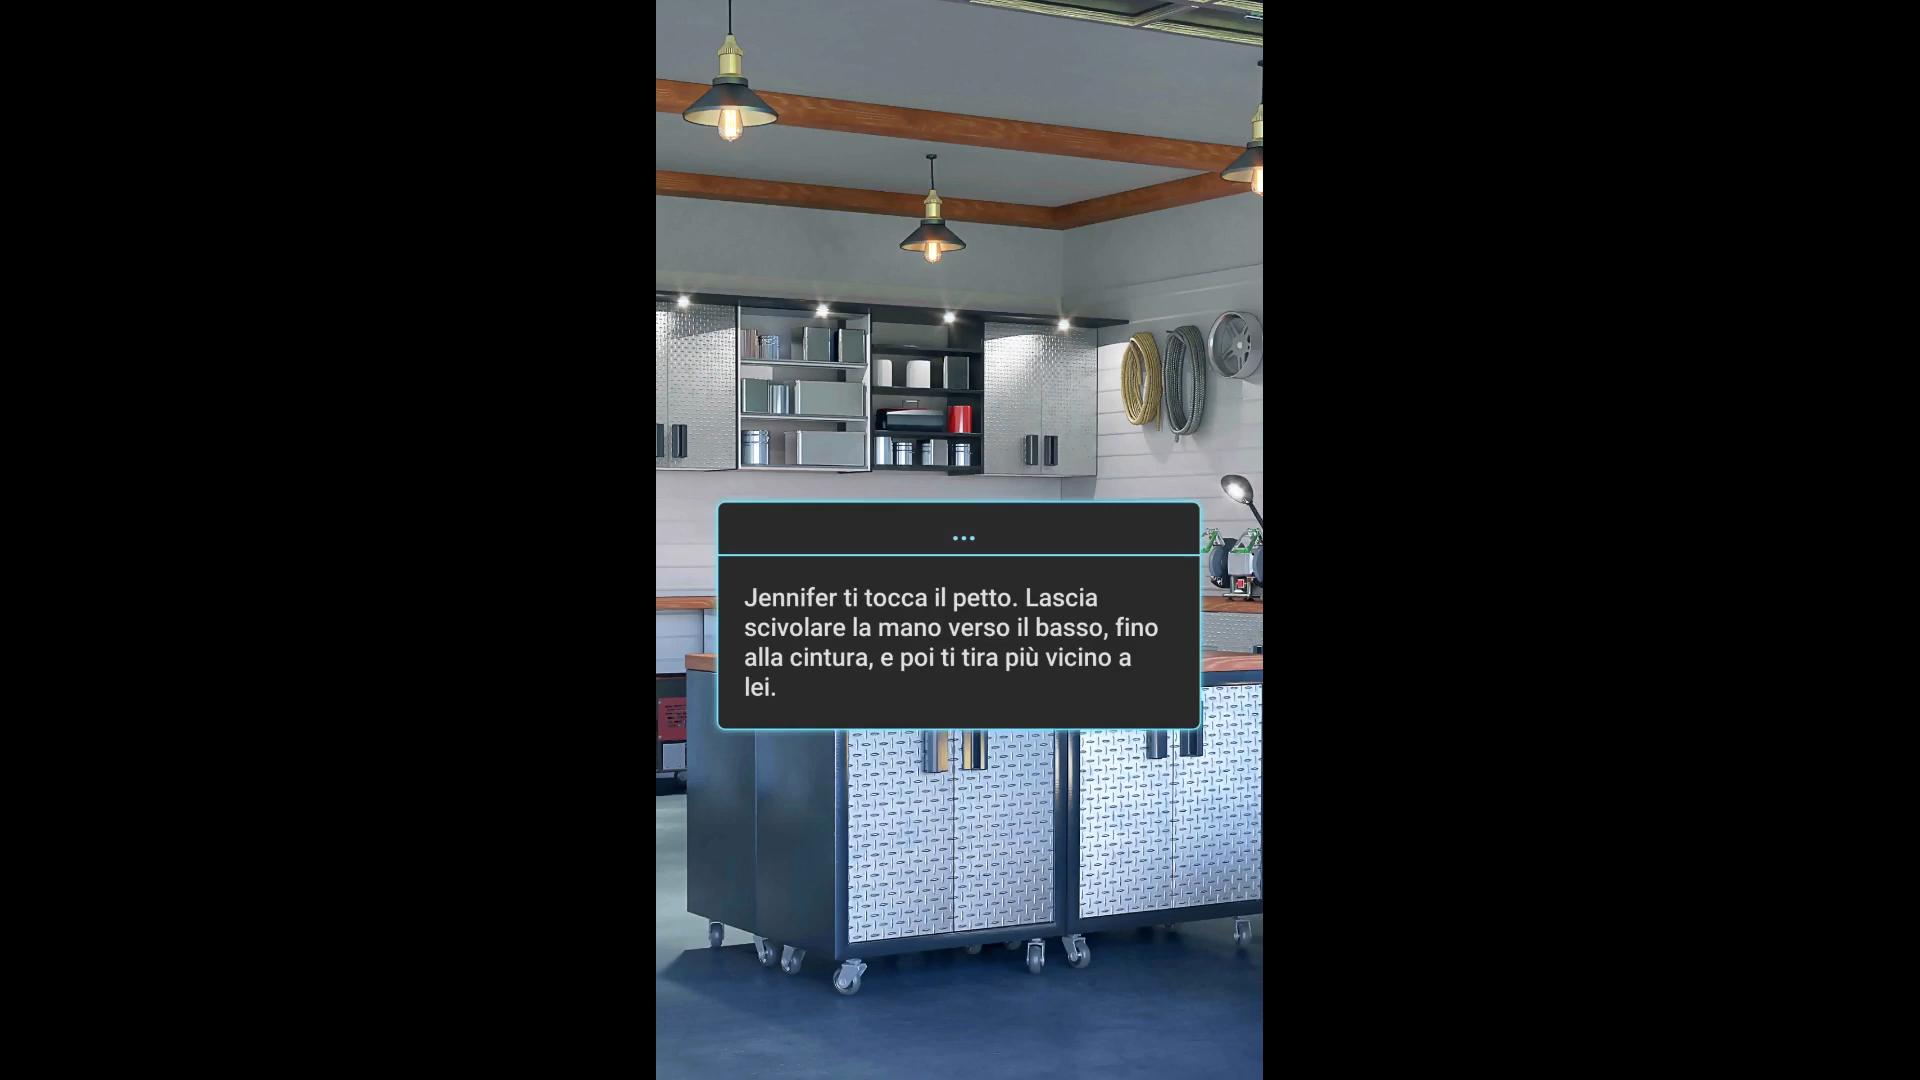 ...
Jennifer ti tocca il petto. Lascia
scivolare la mano verso il basso, fino
alla cintura, e poi ti tira più vicino a
lei.